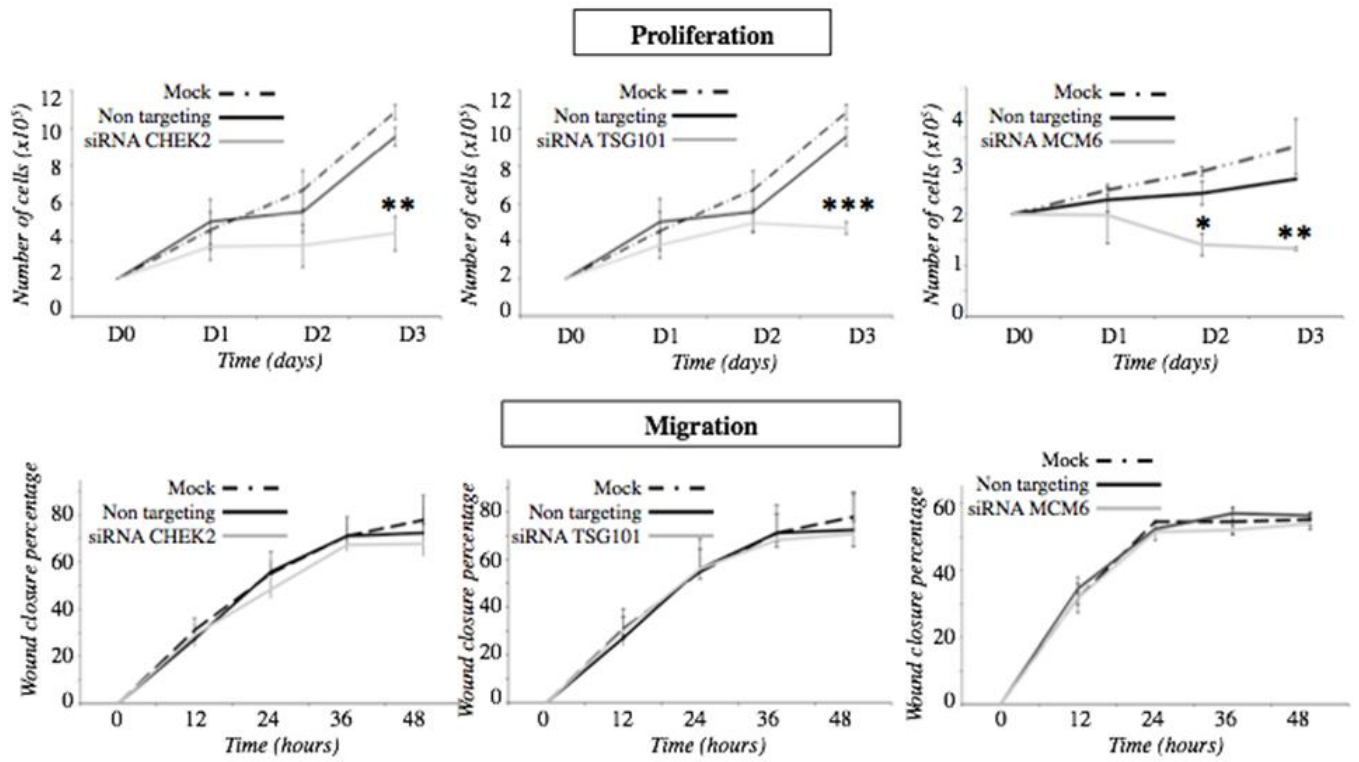 Proliferation
Mock
Non targeting
siRNA CHEK2
Number of cells (x10⁵)
12
10
8
6
4
2
0
**
D0 D1 D2 D3
Time (days)
Mock
Non targeting
siRNA TSG101
Number of cells (x10⁵)
12
10
8
6
4
2
0
***
D0 D1 D2 D3
Time (days)
Mock
Non targeting
siRNA MCM6
Number of cells (x10⁵)
4
3
2
1
0
*
**
D0 D1 D2 D3
Time (days)
Migration
Mock
Non targeting
siRNA CHEK2
Wound closure percentage
80
60
40
20
0
0 12 24 36 48
Time (hours)
Mock
Non targeting
siRNA TSG101
Wound closure percentage
80
60
40
20
0
0 12 24 36 48
Time (hours)
Mock
Non targeting
siRNA MCM6
Wound closure percentage
60
40
20
0
0 12 24 36 48
Time (hours)